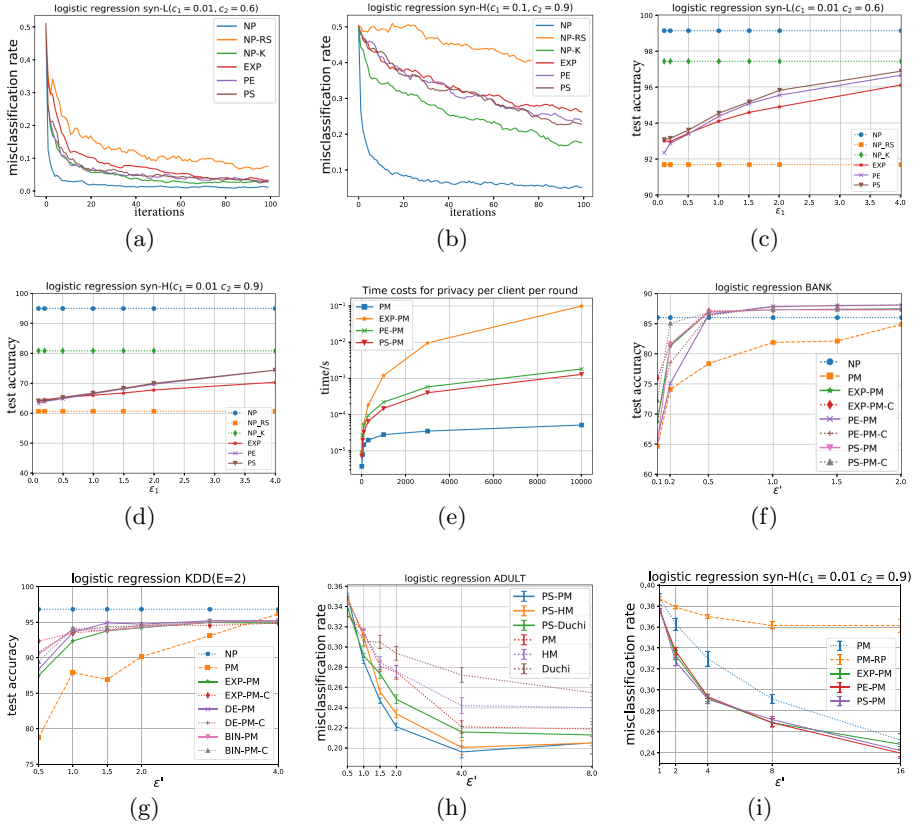 logistic regression syn-L(c₁ = 0.01, c₂ = 0.6)
misclassification rate
0.5
0.4
0.3
0.2
0.1
0.0
0 20 40 60 80 100
iterations
NP
NP-RS
NP-K
EXP
PE
PS
(a)
logistic regression syn-H(c₁ = 0.1, c₂ = 0.9)
misclassification rate
0.5
0.4
0.3
0.2
0.1
0 20 40 60 80 100
iterations
NP
NP-RS
NP-K
EXP
PE
PS
(b)
logistic regression syn-L(c₁ = 0.01 c₂ = 0.6)
test accuracy
100
98
96
94
92
90
0.0 0.5 1.0 1.5 2.0 2.5 3.0 3.5 4.0
ε₁
NP
NP_RS
NP_K
EXP
PE
PS
(c)
logistic regression syn-H(c₁ = 0.01 c₂ = 0.9)
test accuracy
100
90
80
70
60
50
40
0.0 0.5 1.0 1.5 2.0 2.5 3.0 3.5 4.0
ε₁
NP
NP_RS
NP_K
EXP
PE
PS
(d)
Time costs for privacy per client per round
time/s
10⁻¹
10⁻²
10⁻³
10⁻⁴
10⁻⁵
0 2000 4000 6000 8000 10000
PM
EXP-PM
PE-PM
PS-PM
(e)
logistic regression BANK
test accuracy
90
85
80
75
70
65
60
0.1 0.2 0.5 1.0 1.5 2.0
ε'
NP
PM
EXP-PM
EXP-PM-C
PE-PM
PE-PM-C
PS-PM
PS-PM-C
(f)
logistic regression KDD(E=2)
test accuracy
100
95
90
85
80
75
0.5 1.0 1.5 2.0 4.0
ε'
NP
PM
EXP-PM
EXP-PM-C
DE-PM
DE-PM-C
BIN-PM
BIN-PM-C
(g)
logistic regression ADULT
misclassification rate
0.36
0.34
0.32
0.30
0.28
0.26
0.24
0.22
0.20
0.5 1.0 1.5 2.0 4.0 8.0
ε'
PS-PM
PS-HM
PS-Duchi
PM
HM
Duchi
(h)
logistic regression syn-H(c₁ = 0.01 c₂ = 0.9)
misclassification rate
0.40
0.38
0.36
0.34
0.32
0.30
0.28
0.26
0.24
1 2 4 8 16
ε'
PM
PM-RP
EXP-PM
PE-PM
PS-PM
(i)